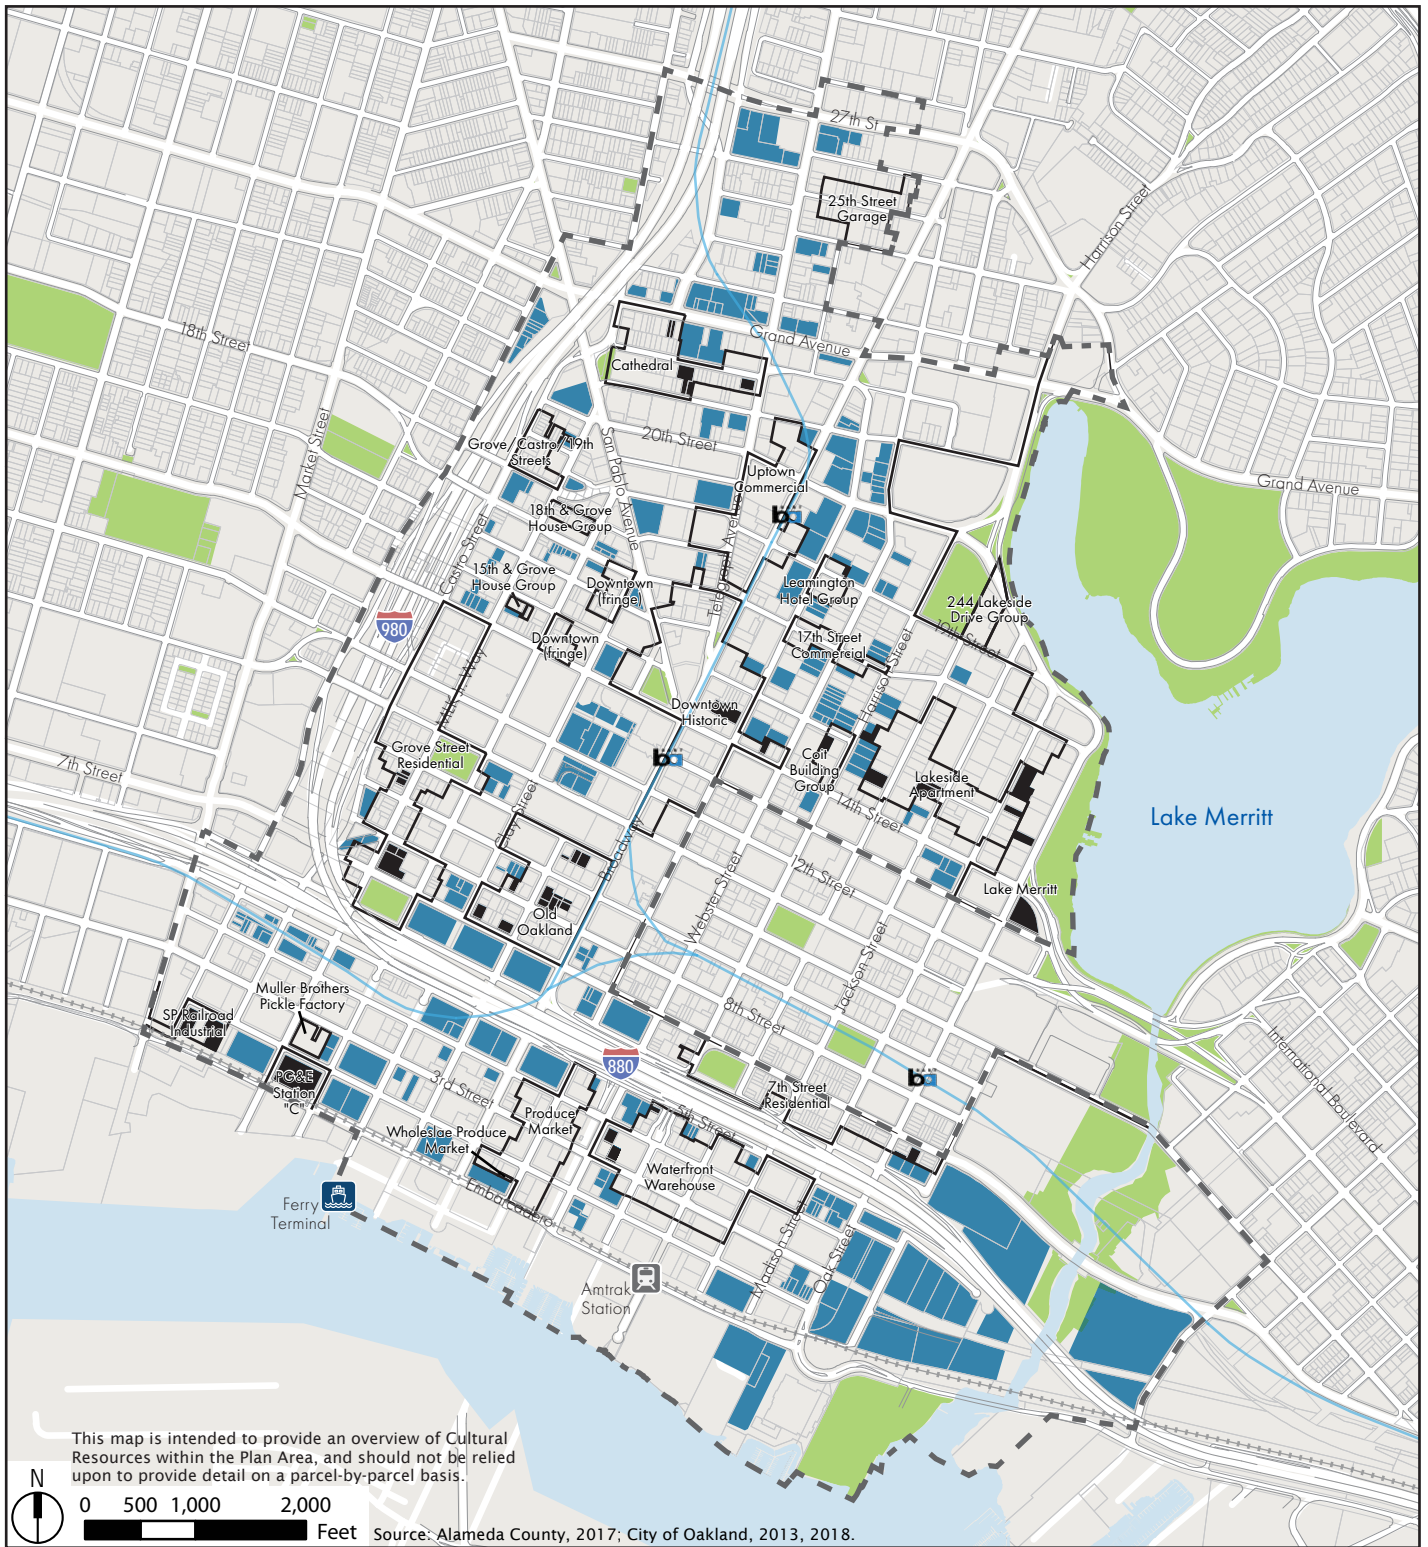 27th St
25th Street
Garage
Harrison Street
18th Street
Grand Avenue
Cathedral
Market Street
20th Street
Grove / Castro / 19th
Streets
San Pablo Avenue
Uptown
Commercial
Grand Avenue
18th & Grove
House Group
Castro Street
Telegraph Avenue
15th & Grove
House Group
Downtown
(fringe)
Leamington
Hotel Group
244 Lakeside
Drive Group
980
Downtown
(fringe)
17th Street
Commercial
19th Street
MLK Jr. Way
Harrison Street
Downtown
Historic
Grove Street
Residential
7th Street
ba
ba
Coit
Building
Group
Lakeside
Apartment
14th Street
Lake Merritt
Clay Street
Broadway
12th Street
Webster Street
Lake Merritt
Old
Oakland
Jackson Street
Muller Brothers
Pickle Factory
SP Railroad
Industrial
8th Street
880
ba
International Boulevard
PG&E
Station
"C"
3rd Street
7th Street
Residential
Produce
Market
5th Street
Wholeslae Produce
Market
Waterfront
Warehouse
Embarcadero
Ferry
Terminal
Madison Street
Oak Street
Amtrak
Station
This map is intended to provide an overview of Cultural
Resources within the Plan Area, and should not be relied
upon to provide detail on a parcel-by-parcel basis.
N
0 500 1,000 2,000
Feet
Source: Alameda County, 2017; City of Oakland, 2013, 2018.